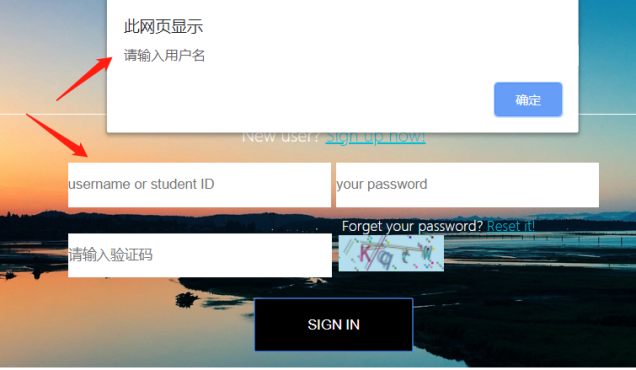 此网页显示
请输入用户名
确定
New user? Sign up now!
username or student ID
your password
Forget your password? Reset it!
请输入验证码
KqtW
SIGN IN